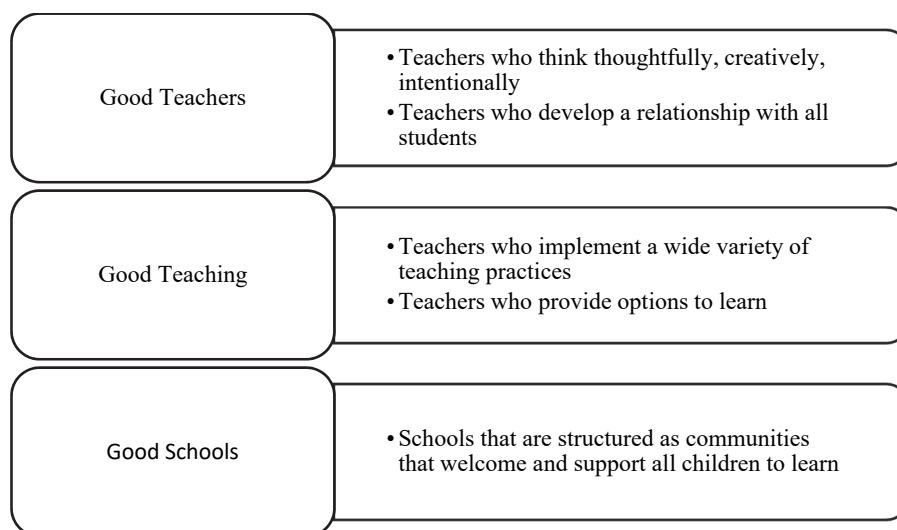 Good Teachers
• Teachers who think thoughtfully, creatively,
intentionally
• Teachers who develop a relationship with all
students
Good Teaching
• Teachers who implement a wide variety of
teaching practices
• Teachers who provide options to learn
Good Schools
• Schools that are structured as communities
that welcome and support all children to learn